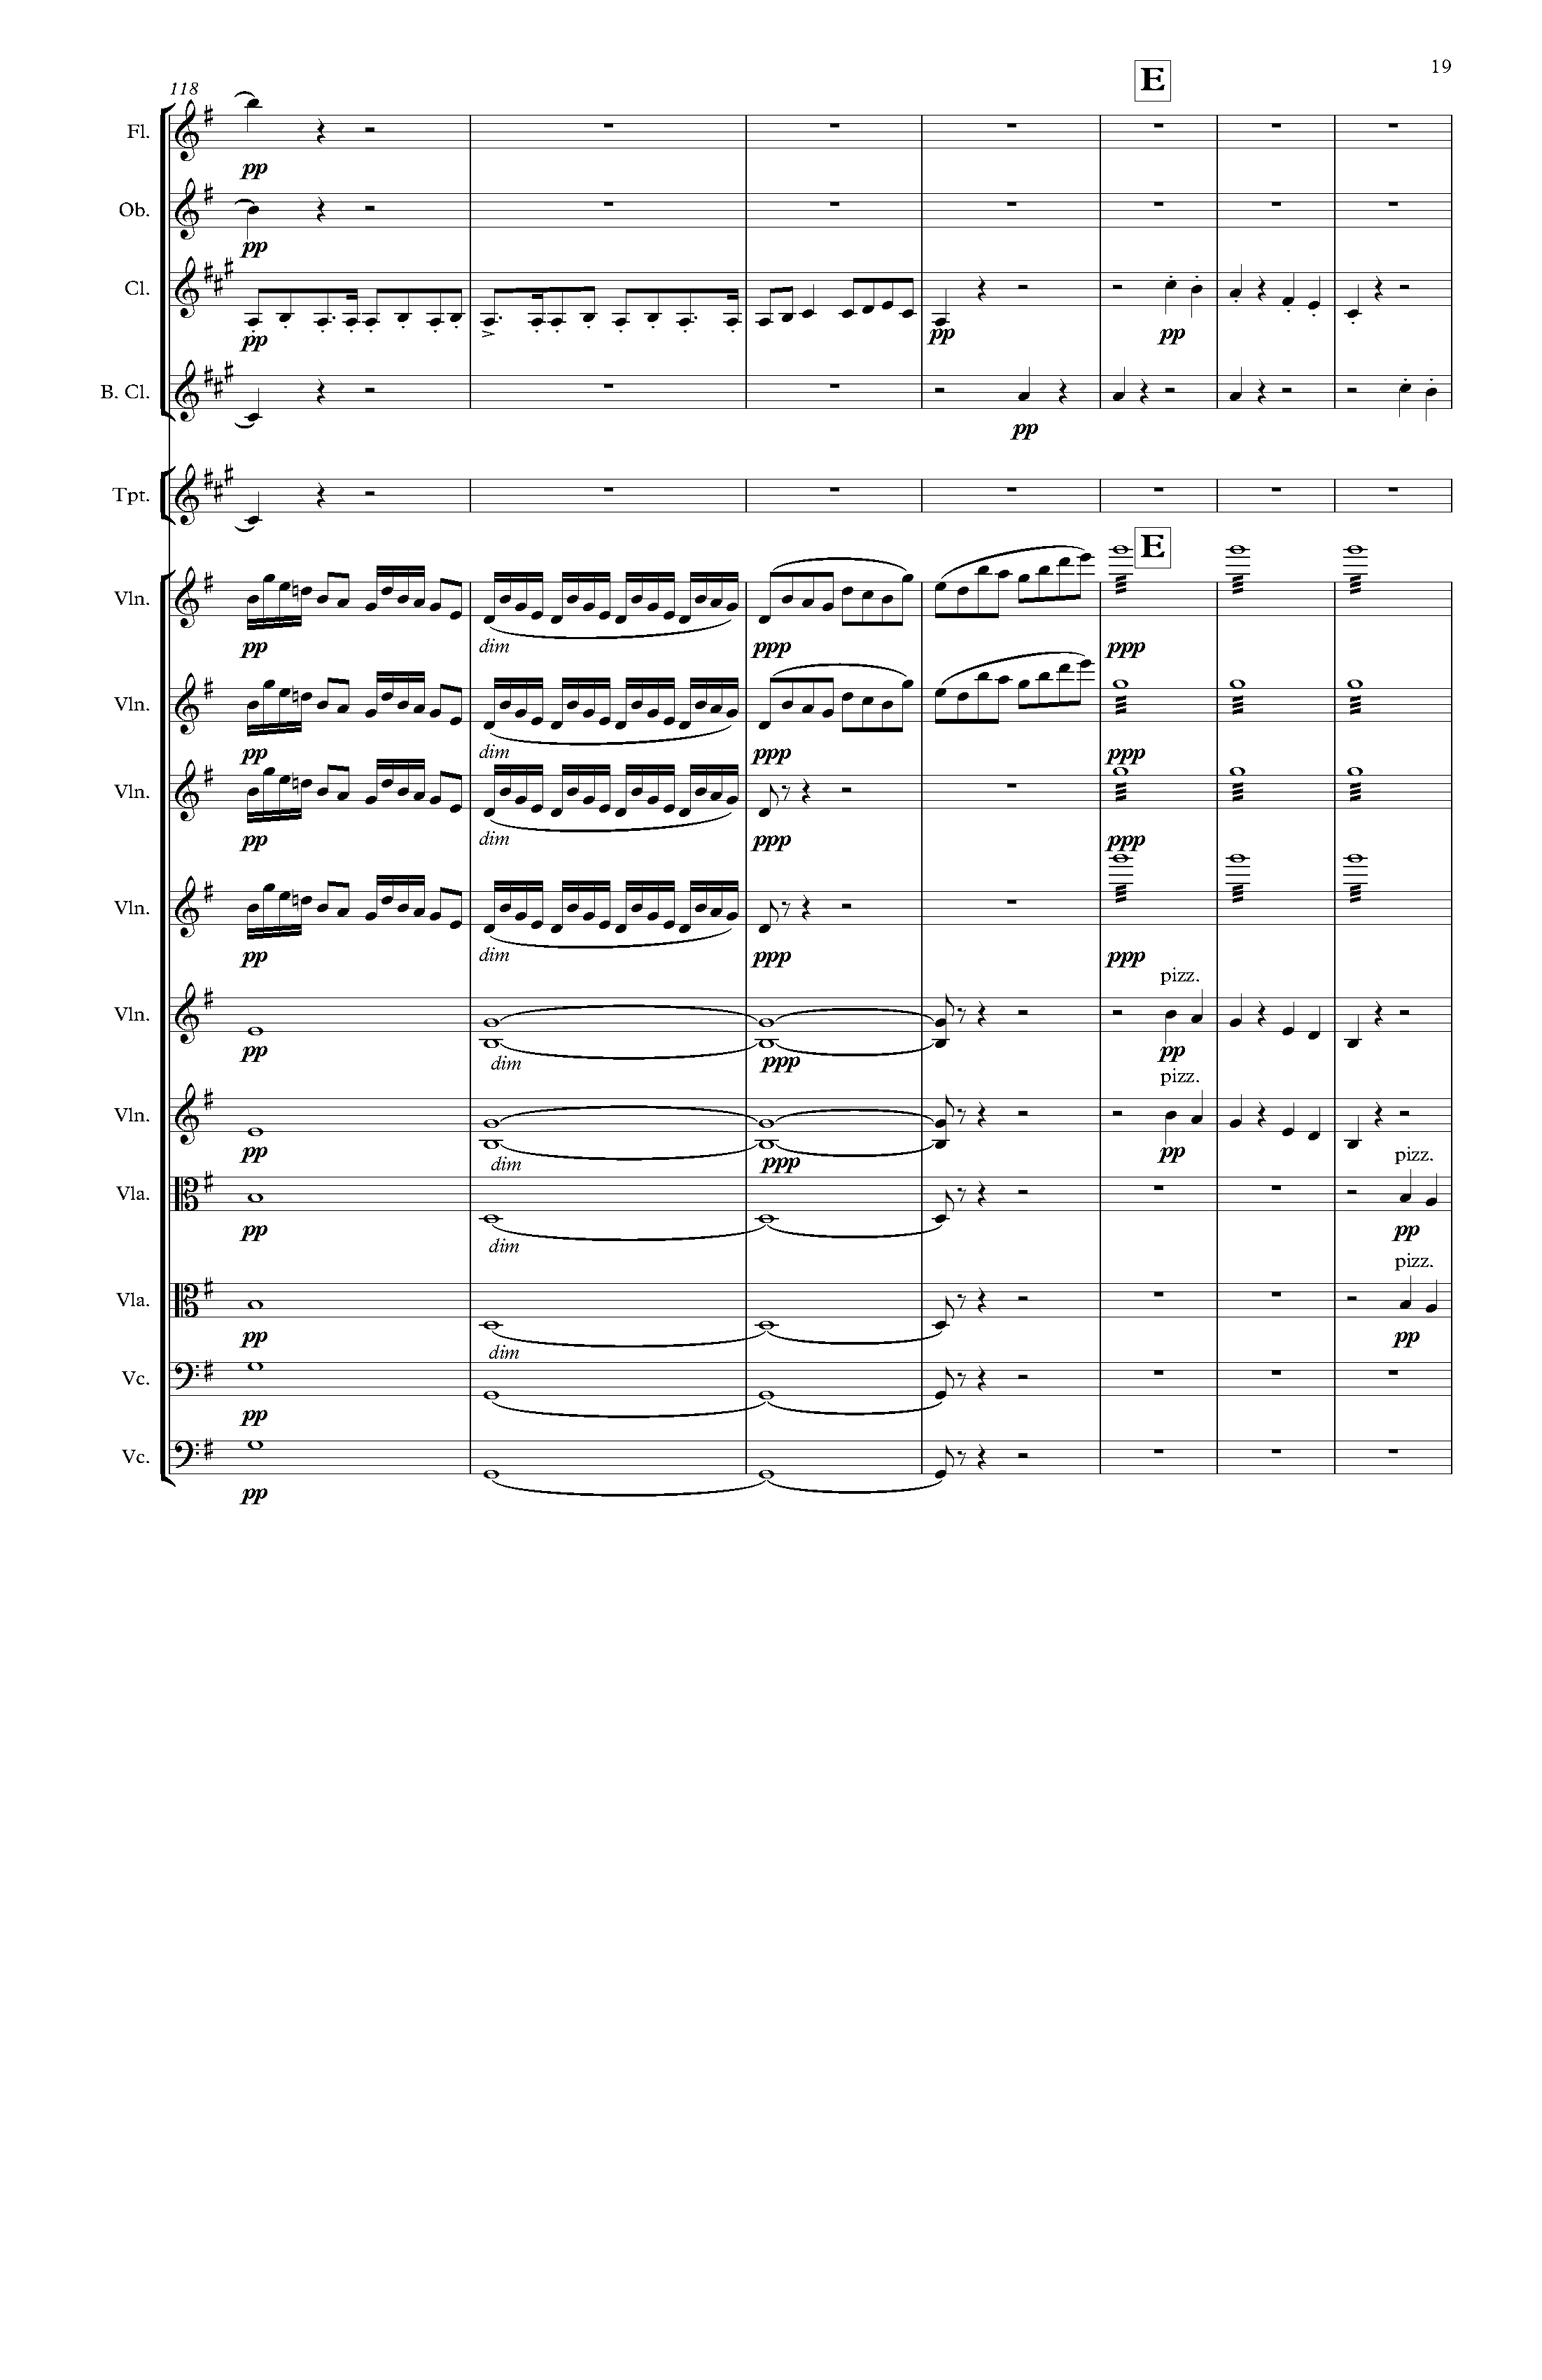 19
E
118
Fl.
pp
Ob.
pp
Cl.
pp pp pp
B. Cl.
pp
Tpt.
E
Vln.
pp dim ppp ppp
Vln.
pp dim ppp ppp
Vln.
pp dim ppp ppp
Vln.
pp dim ppp ppp
pizz.
Vln.
pp dim ppp pp
pizz.
Vln.
pp dim ppp pp
pizz.
Vla.
pp dim pp
pizz.
Vla.
pp dim pp
Vc.
pp
Vc.
pp